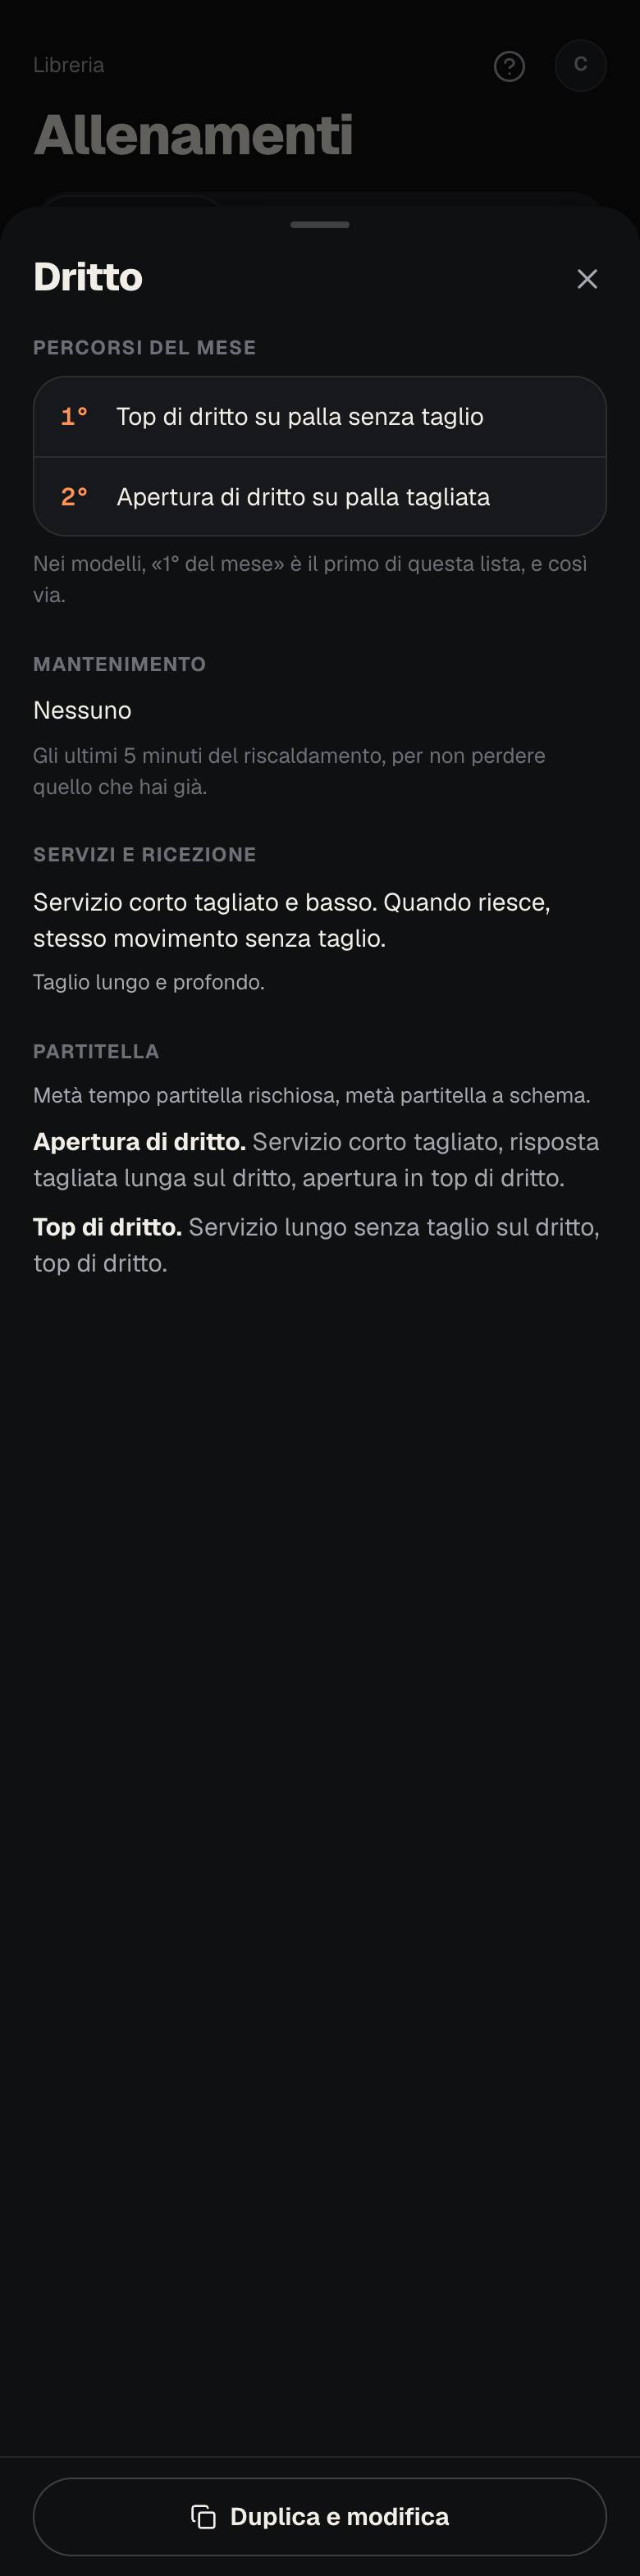 Libreria
C
Allenamenti
Dritto
PERCORSI DEL MESE
1° Top di dritto su palla senza taglio
2° Apertura di dritto su palla tagliata
Nei modelli, «1° del mese» è il primo di questa lista, e così
via.
MANTENIMENTO
Nessuno
Gli ultimi 5 minuti del riscaldamento, per non perdere
quello che hai già.
SERVIZI E RICEZIONE
Servizio corto tagliato e basso. Quando riesce,
stesso movimento senza taglio.
Taglio lungo e profondo.
PARTITELLA
Metà tempo partitella rischiosa, metà partitella a schema.
Apertura di dritto. Servizio corto tagliato, risposta
tagliata lunga sul dritto, apertura in top di dritto.
Top di dritto. Servizio lungo senza taglio sul dritto,
top di dritto.
Duplica e modifica